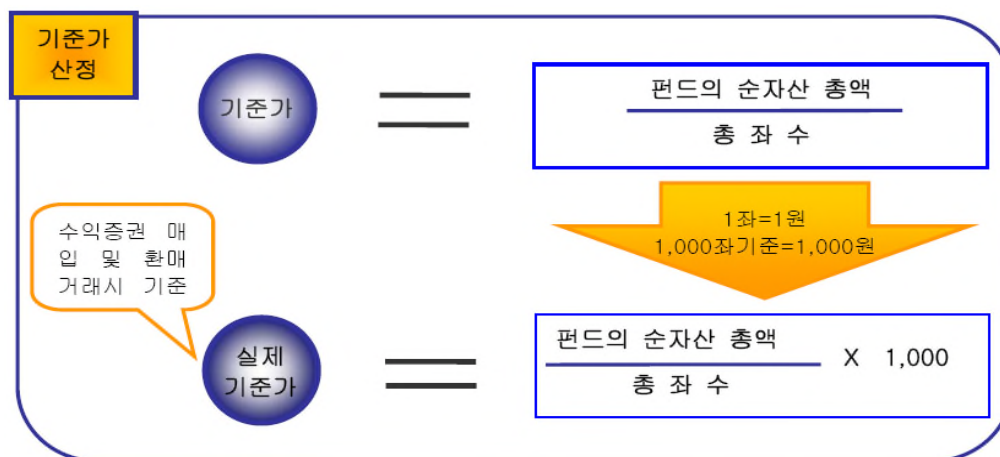 기준가
산정
기준가
펀드의 순자산 총액
총 좌 수
1좌=1원
1,000좌기준=1,000원
수익증권 매
입 및 환매
거래시 기준
실제
기준가
펀드의 순자산 총액
총 좌 수
X 1,000